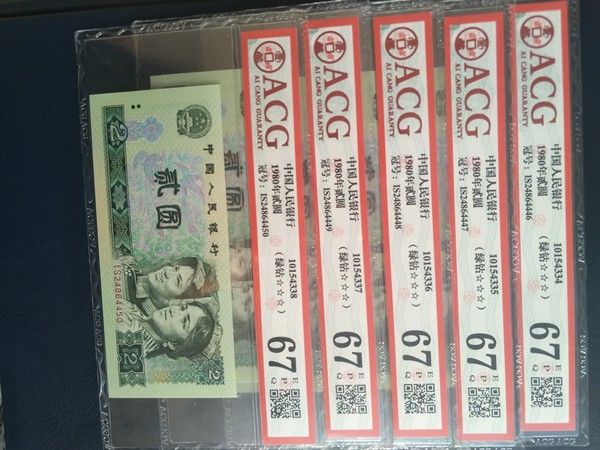 ACG
AI CANG GUARANTY
中国人民银行 10154334
1980年贰圆 (绿钻☆☆☆)
冠号:IS24864446
67 EPQ
ACG
AI CANG GUARANTY
中国人民银行 10154335
1980年贰圆 (绿钻☆☆☆)
冠号:IS24864447
67 EPQ
ACG
AI CANG GUARANTY
中国人民银行 10154336
1980年贰圆 (绿钻☆☆☆)
冠号:IS24864448
67 EPQ
ACG
AI CANG GUARANTY
中国人民银行 10154337
1980年贰圆 (绿钻☆☆☆)
冠号:IS24864449
67 EPQ
ACG
AI CANG GUARANTY
中国人民银行 10154338
1980年贰圆 (绿钻☆☆☆)
冠号:IS24864450
67 EPQ
中国人民银行
贰圆
2
IS24864450
2
2